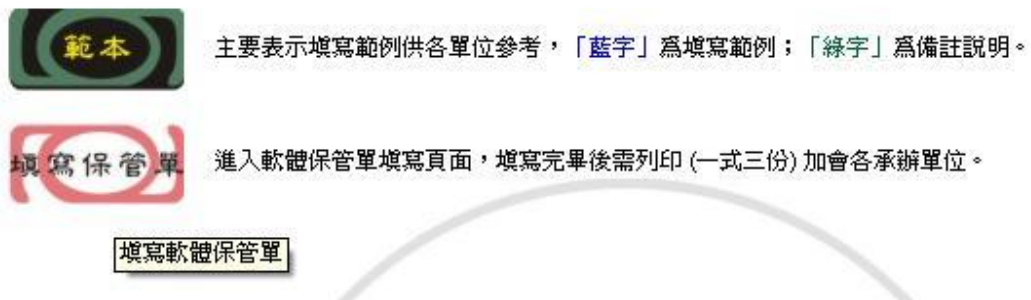 範本
主要表示填寫範例供各單位參考，「藍字」為填寫範例；「綠字」為備註說明。
填寫保管單
進入軟體保管單填寫頁面，填寫完畢後需列印 (一式三份) 加會各承辦單位。
填寫軟體保管單